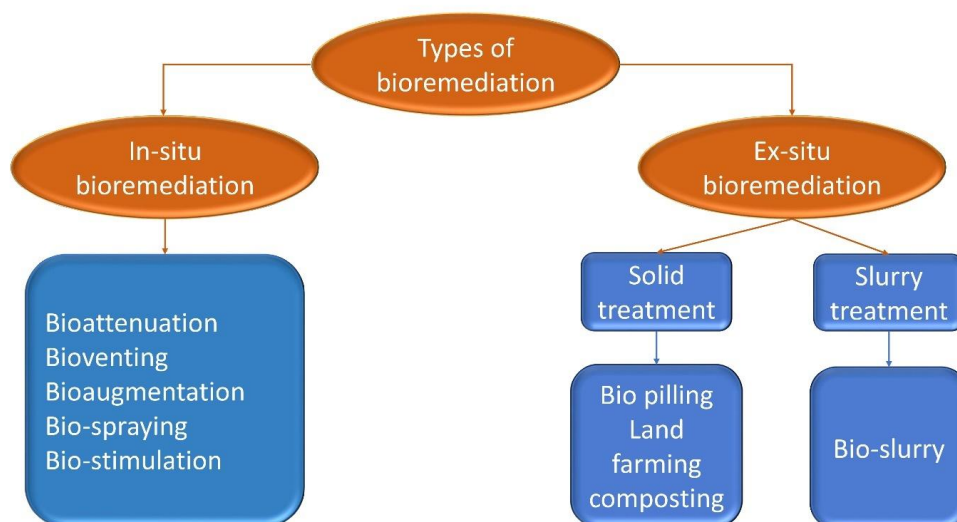 Types of
bioremediation
In-situ
bioremediation
Ex-situ
bioremediation
Bioattenuation
Bioventing
Bioaugmentation
Bio-spraying
Bio-stimulation
Solid
treatment
Slurry
treatment
Bio pilling
Land
farming
composting
Bio-slurry